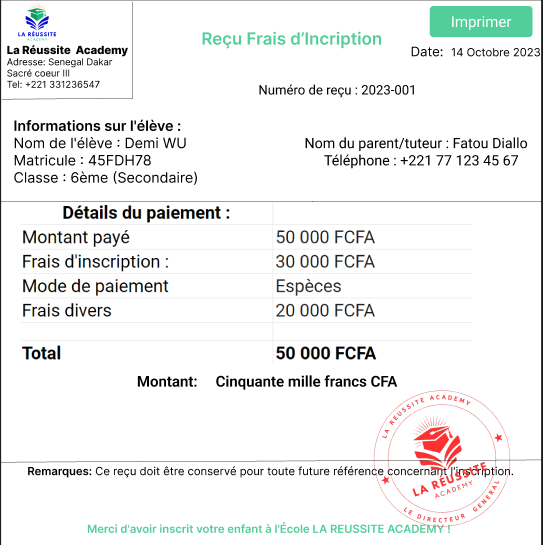 LA RÉUSSITE
ACADEMY
La Réussite Academy
Adresse: Senegal Dakar
Sacré coeur III
Tel: +221 331236547
Reçu Frais d'Incription
Imprimer
Date: 14 Octobre 2023
Numéro de reçu : 2023-001
Informations sur l'élève :
Nom de l'élève : Demi WU
Matricule : 45FDH78
Classe : 6ème (Secondaire)
Nom du parent/tuteur : Fatou Diallo
Téléphone : +221 77 123 45 67
Détails du paiement :
Montant payé 50 000 FCFA
Frais d'inscription : 30 000 FCFA
Mode de paiement Espèces
Frais divers 20 000 FCFA
Total 50 000 FCFA
Montant: Cinquante mille francs CFA
LA REUSSITE ACADEMY
LA RÉUSSITE
ACADEMY
LE DIRECTEUR GENERAL
Remarques: Ce reçu doit être conservé pour toute future référence concernant l'inscription.
Merci d'avoir inscrit votre enfant à l'École LA REUSSITE ACADEMY !